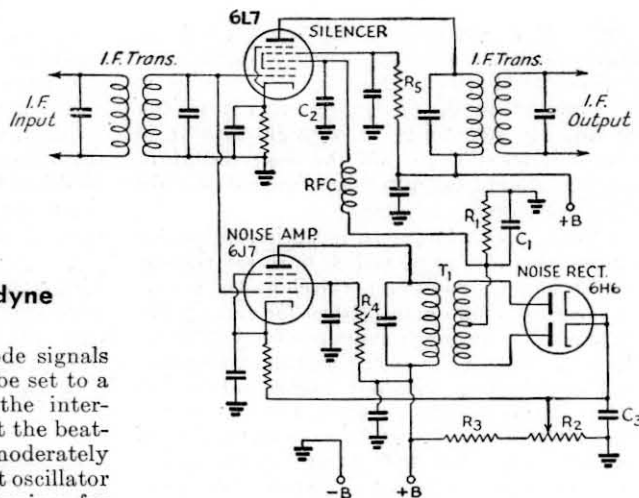 6L7
SILENCER
I.F. Trans.
I.F. Trans.
I.F. Input
I.F. Output
C2
R5
RFC
+B
R1
C1
NOISE AMP.
6J7
T1
NOISE RECT.
6H6
R4
C3
R3
R2
-B
+B
dyne
ode signals
be set to a
the inter-
t the beat-
moderately
t oscillator